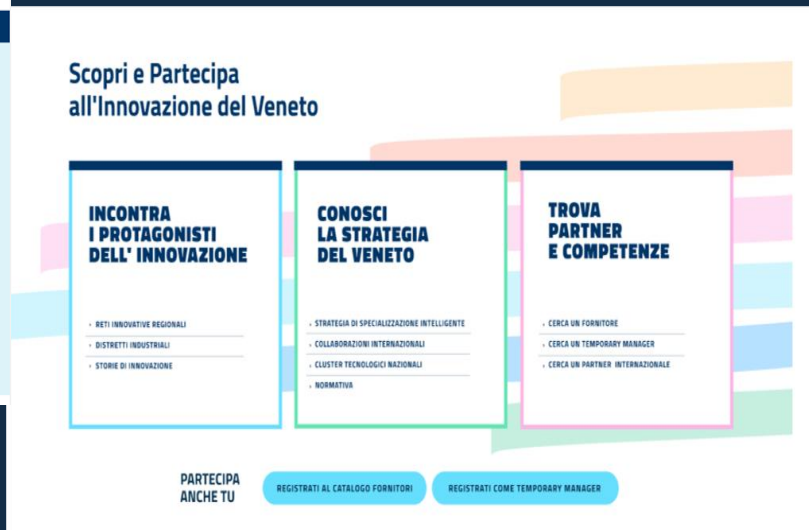 Scopri e Partecipa
all'Innovazione del Veneto
INCONTRA
I PROTAGONISTI
DELL' INNOVAZIONE
› RETI INNOVATIVE REGIONALI
› DISTRETTI INDUSTRIALI
› STORIE DI INNOVAZIONE
CONOSCI
LA STRATEGIA
DEL VENETO
› STRATEGIA DI SPECIALIZZAZIONE INTELLIGENTE
› COLLABORAZIONI INTERNAZIONALI
› CLUSTER TECNOLOGICI NAZIONALI
› NORMATIVA
TROVA
PARTNER
E COMPETENZE
› CERCA UN FORNITORE
› CERCA UN TEMPORARY MANAGER
› CERCA UN PARTNER INTERNAZIONALE
PARTECIPA
ANCHE TU
REGISTRATI AL CATALOGO FORNITORI
REGISTRATI COME TEMPORARY MANAGER